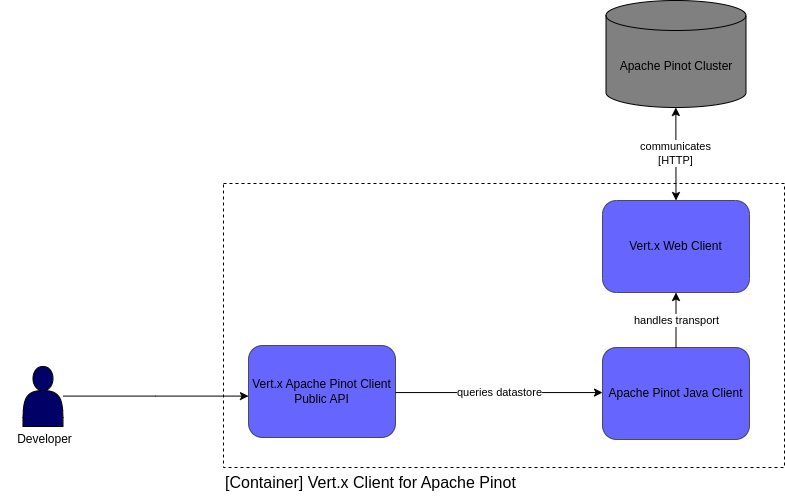 Apache Pinot Cluster
communicates
[HTTP]
Vert.x Web Client
handles transport
Vert.x Apache Pinot Client
Public API
queries datastore
Apache Pinot Java Client
Developer
[Container] Vert.x Client for Apache Pinot